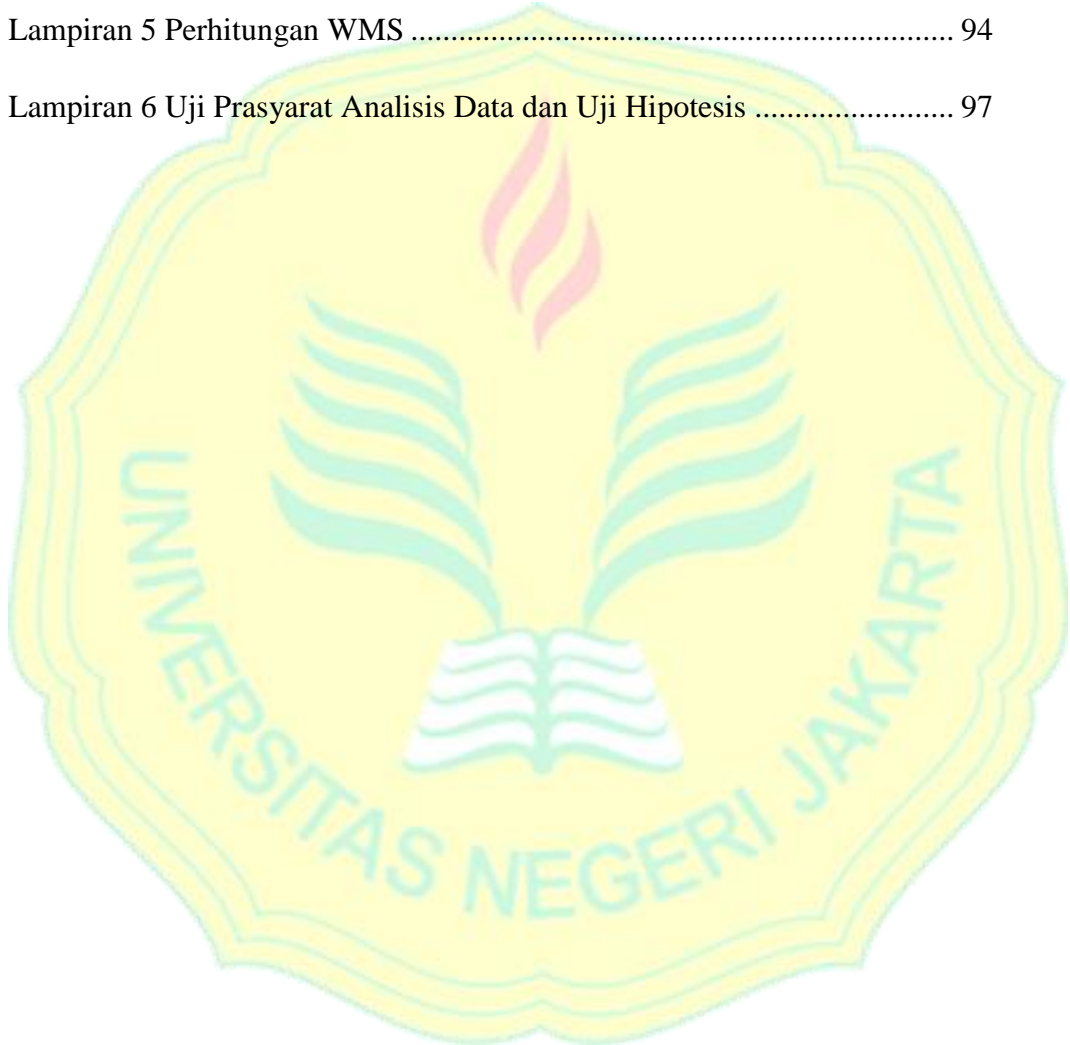 Lampiran 5 Perhitungan WMS .................................................................... 94
Lampiran 6 Uji Prasyarat Analisis Data dan Uji Hipotesis ......................... 97
UNIVERSITAS NEGERI JAKARTA